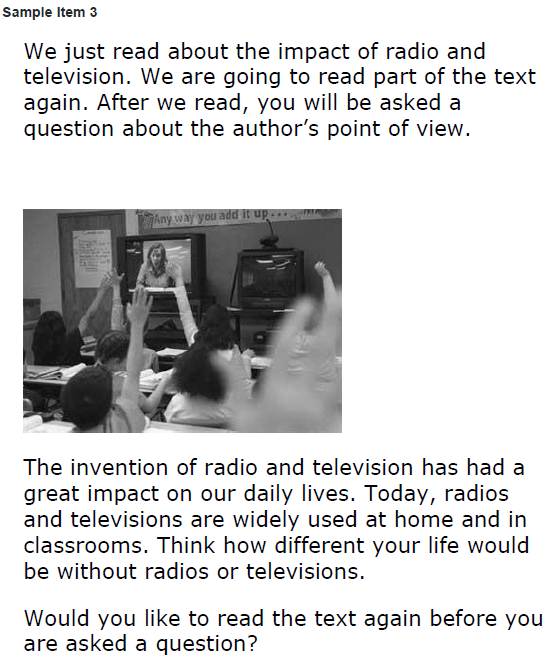 Sample Item 3
We just read about the impact of radio and
television. We are going to read part of the text
again. After we read, you will be asked a
question about the author’s point of view.
Any way you add it up...
The invention of radio and television has had a
great impact on our daily lives. Today, radios
and televisions are widely used at home and in
classrooms. Think how different your life would
be without radios or televisions.
Would you like to read the text again before you
are asked a question?